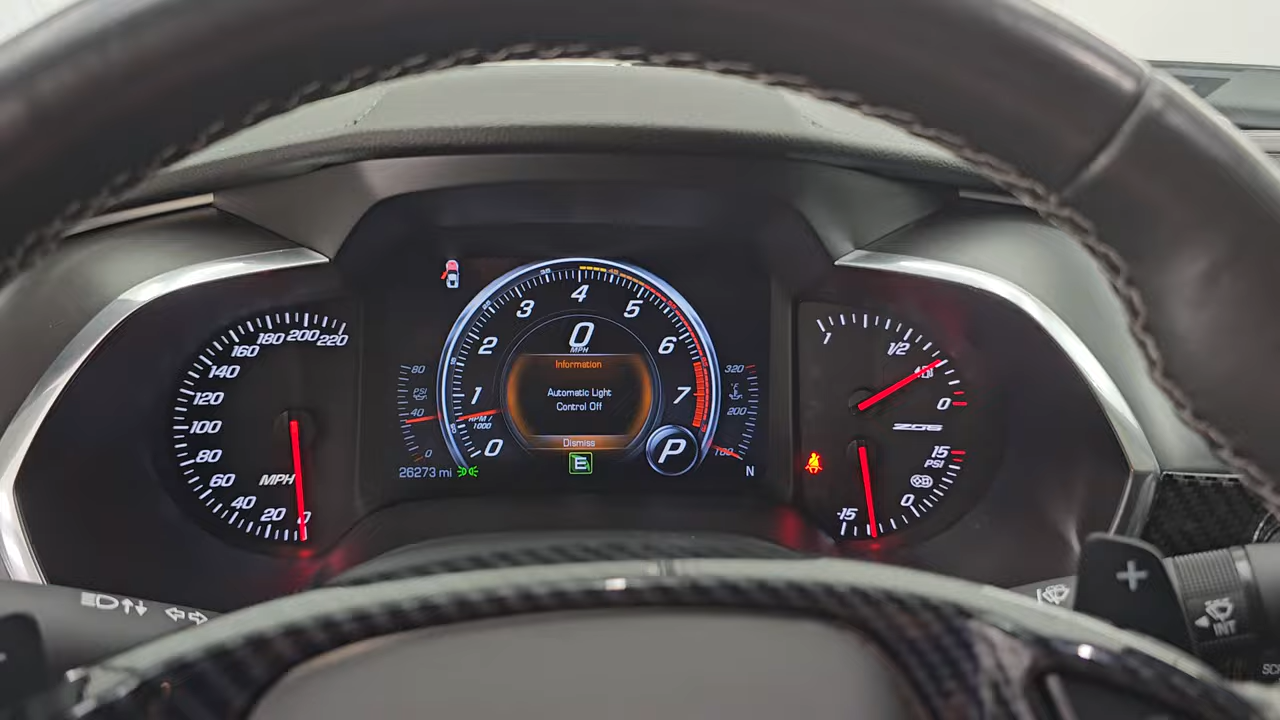 220
200
180
160
140
120
100
80
60
40
20
0
MPH
80
PSI
40
0
26273 mi
0
1
2
3
4
5
6
7
RPM /
1000
0
MPH
Information
Automatic Light
Control Off
Dismiss
E
P
320
°F
200
100
N
1
1/2
0
Z06
15
PSI
0
-15
+
INT